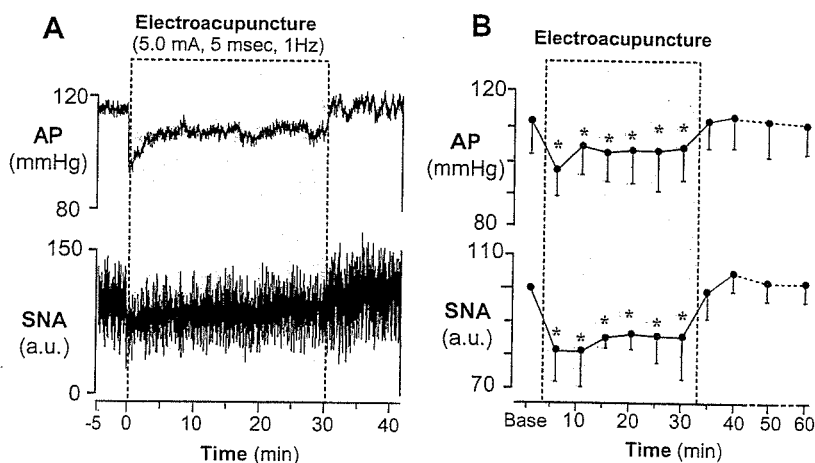 A
Electroacupuncture
(5.0 mA, 5 msec, 1Hz)
120
AP
(mmHg)
80
150
SNA
(a.u.)
0
-5 0 10 20 30 40
Time (min)
B
Electroacupuncture
120
AP
(mmHg)
* * * * * *
80
110
SNA
(a.u.)
* * * * * *
70
Base 10 20 30 40 50 60
Time (min)